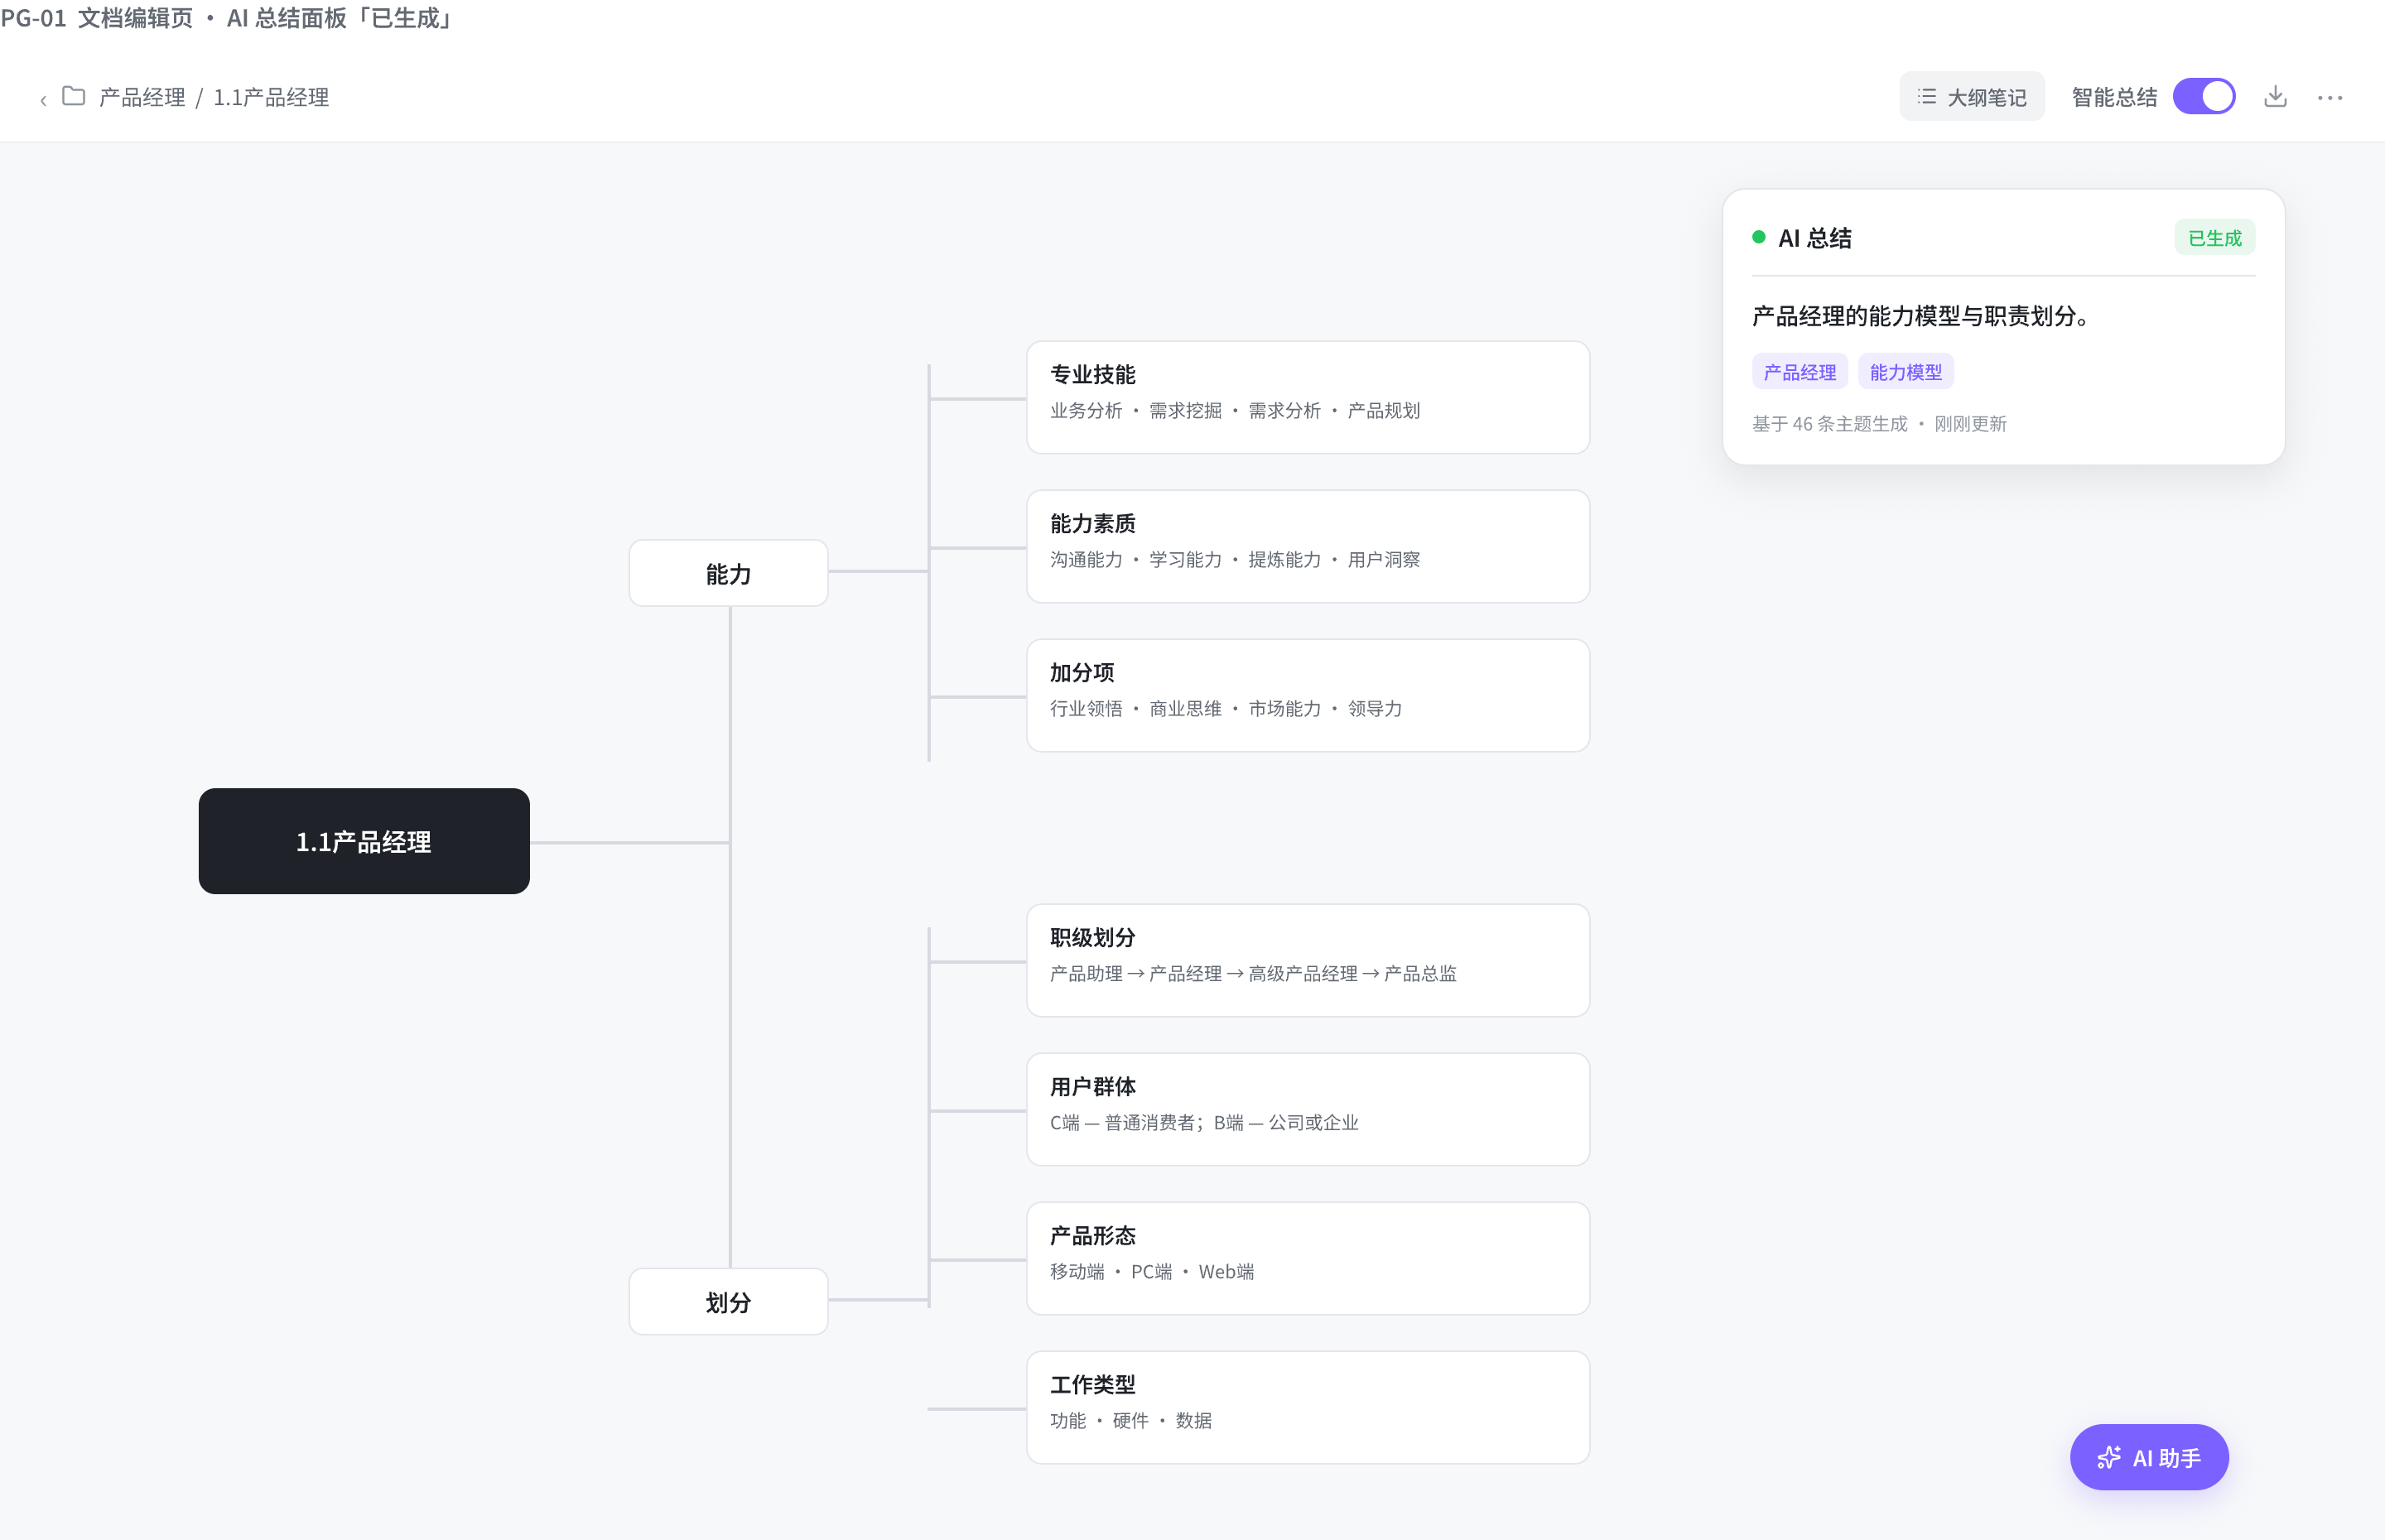 PG-01 文档编辑页 · AI 总结面板「已生成」
‹ 产品经理 / 1.1产品经理
大纲笔记
智能总结
AI 总结
已生成
产品经理的能力模型与职责划分。
产品经理 能力模型
基于 46 条主题生成 · 刚刚更新
1.1产品经理
能力
专业技能
业务分析 · 需求挖掘 · 需求分析 · 产品规划
能力素质
沟通能力 · 学习能力 · 提炼能力 · 用户洞察
加分项
行业领悟 · 商业思维 · 市场能力 · 领导力
划分
职级划分
产品助理 → 产品经理 → 高级产品经理 → 产品总监
用户群体
C端 — 普通消费者；B端 — 公司或企业
产品形态
移动端 · PC端 · Web端
工作类型
功能 · 硬件 · 数据
AI 助手